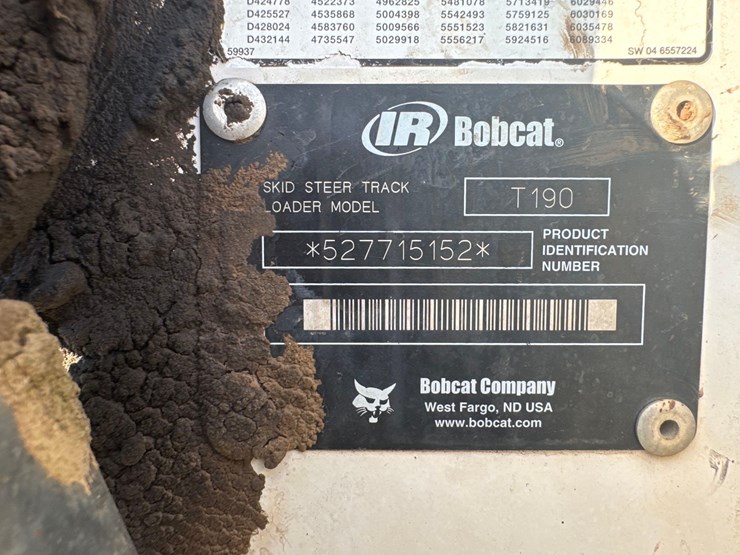 D424778 4522373 4962825 5481078 5713419 6029446
D425527 4535868 5004398 5542493 5759125 6030169
D428024 4583760 5009566 5551523 5821631 6035478
D432144 4735547 5029918 5556217 5924516 6089334
59937 SW 04 6557224
IR Bobcat®
SKID STEER TRACK
LOADER MODEL T190
*527715152*
PRODUCT
IDENTIFICATION
NUMBER
Bobcat Company
West Fargo, ND USA
www.bobcat.com